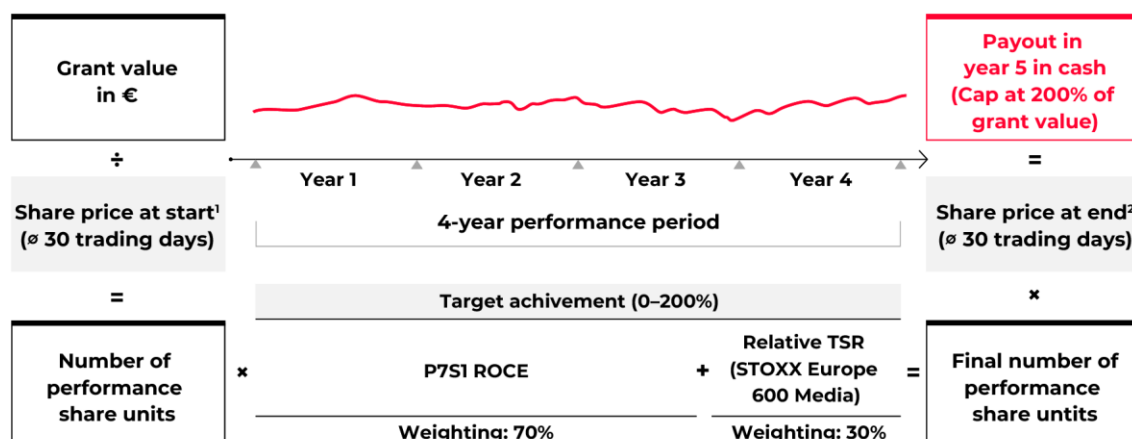 Grant value
in €
÷
Share price at start¹
(ø 30 trading days)
=
Number of
performance
share units
×
Year 1
Year 2
Year 3
Year 4
4-year performance period
Target achivement (0–200%)
P7S1 ROCE
+
Relative TSR
(STOXX Europe
600 Media)
=
Weighting: 70%
Weighting: 30%
Payout in
year 5 in cash
(Cap at 200% of
grant value)
=
Share price at end²
(ø 30 trading days)
×
Final number of
performance
share untits